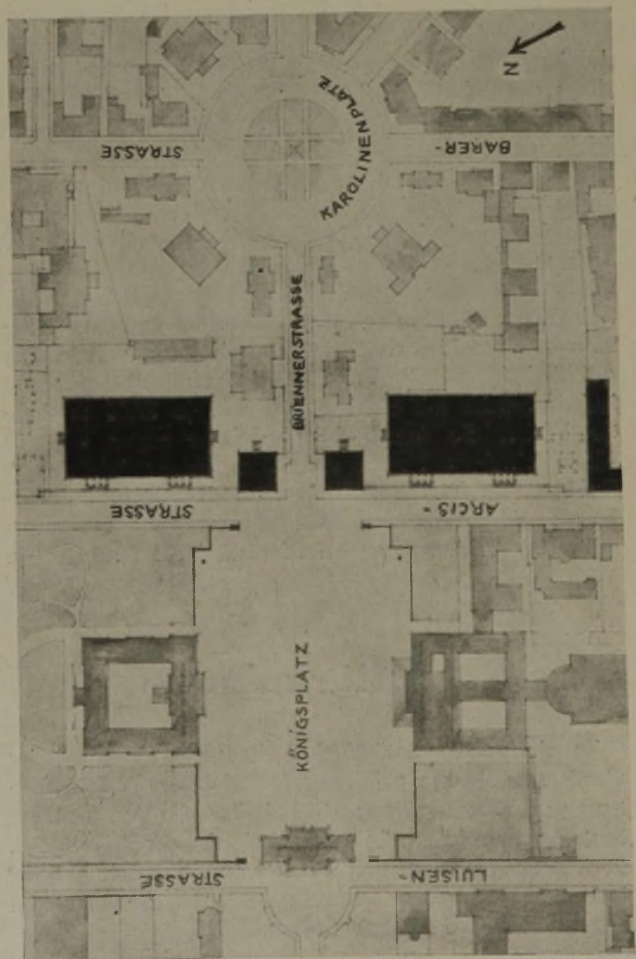 N
BARER-STRASSE
KAROLINENPLATZ
BRIENNERSTRASSE
ARCIS-STRASSE
KÖNIGSPLATZ
LUISEN-STRASSE